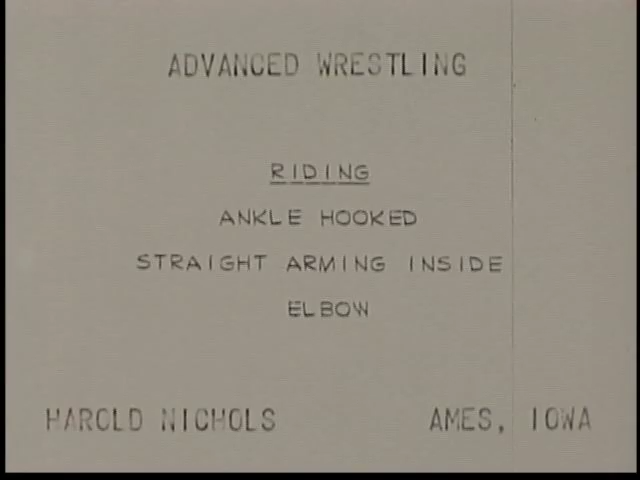 ADVANCED WRESTLING
RIDING
ANKLE HOOKED
STRAIGHT ARMING INSIDE
ELBOW
HAROLD NICHOLS AMES, IOWA